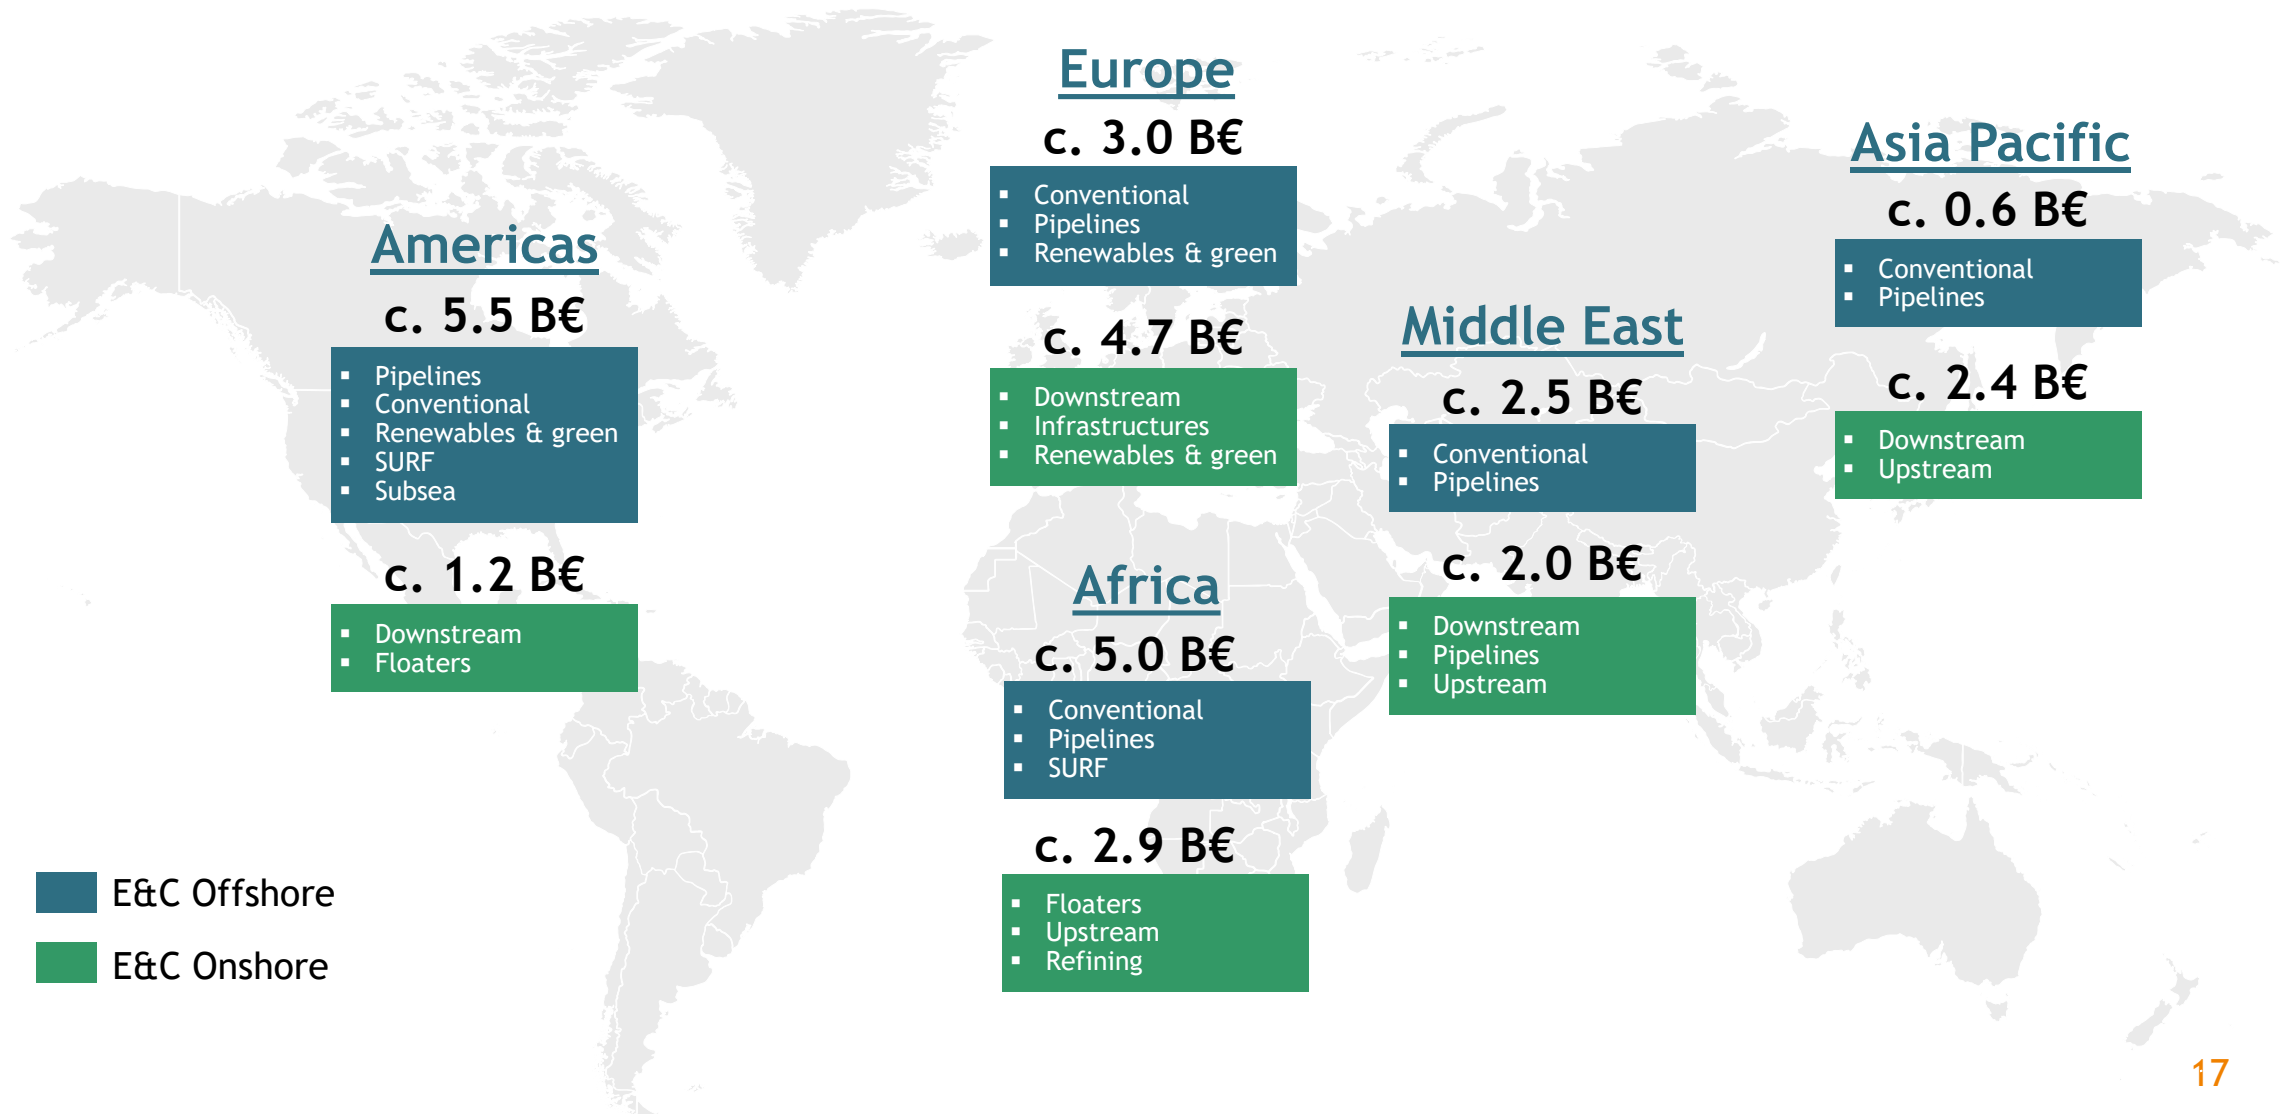 Americas
c. 5.5 B€
▪ Pipelines
▪ Conventional
▪ Renewables & green
▪ SURF
▪ Subsea
c. 1.2 B€
▪ Downstream
▪ Floaters
Europe
c. 3.0 B€
▪ Conventional
▪ Pipelines
▪ Renewables & green
c. 4.7 B€
▪ Downstream
▪ Infrastructures
▪ Renewables & green
Africa
c. 5.0 B€
▪ Conventional
▪ Pipelines
▪ SURF
c. 2.9 B€
▪ Floaters
▪ Upstream
▪ Refining
Middle East
c. 2.5 B€
▪ Conventional
▪ Pipelines
c. 2.0 B€
▪ Downstream
▪ Pipelines
▪ Upstream
Asia Pacific
c. 0.6 B€
▪ Conventional
▪ Pipelines
c. 2.4 B€
▪ Downstream
▪ Upstream
E&C Offshore
E&C Onshore
17